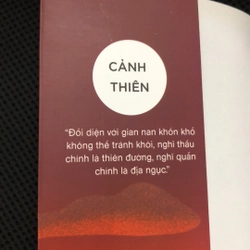 CẢNH
THIÊN
“Đối diện với gian nan khốn khổ
không thể tránh khỏi, nghĩ thấu
chính là thiên đường, nghĩ quẩn
chính là địa ngục.”